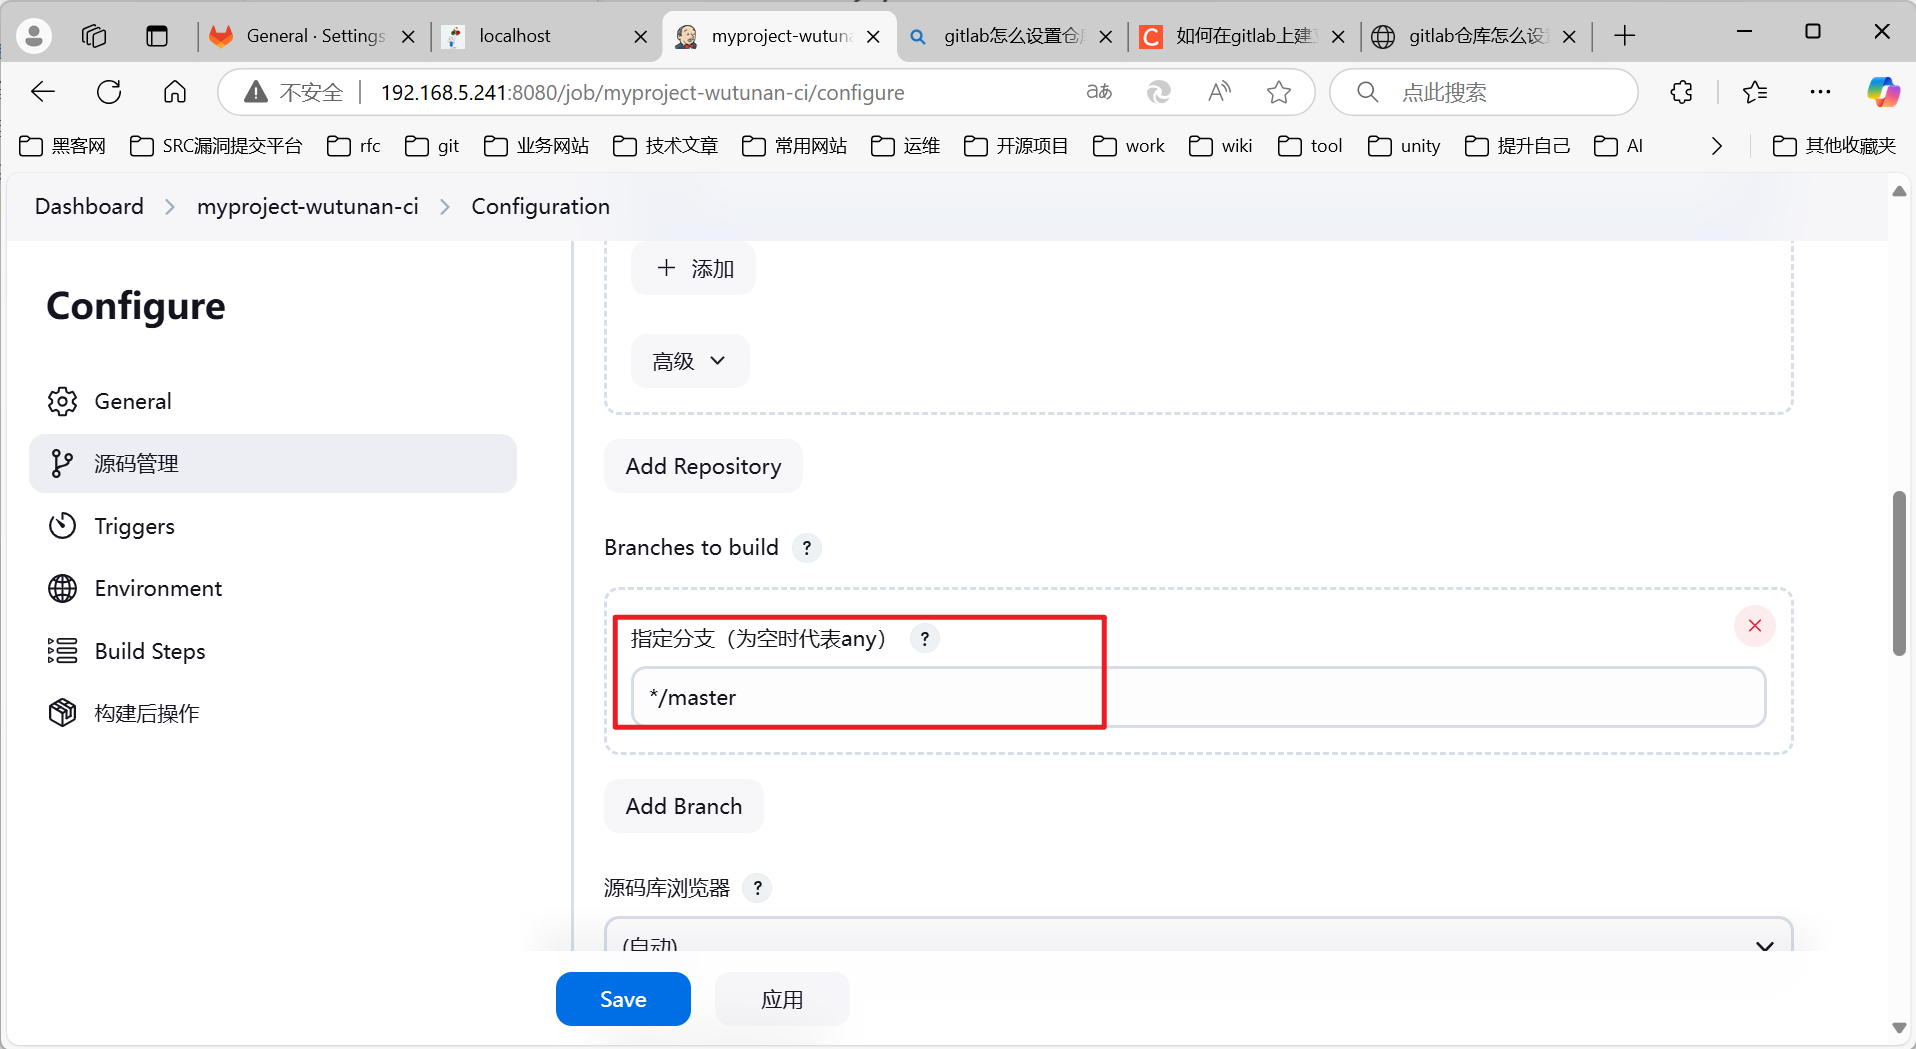 General · Settings
localhost
myproject-wutuna
gitlab怎么设置仓
如何在gitlab上建
gitlab仓库怎么设
不安全
192.168.5.241:8080/job/myproject-wutunan-ci/configure
点此搜索
黑客网
SRC漏洞提交平台
rfc
git
业务网站
技术文章
常用网站
运维
开源项目
work
wiki
tool
unity
提升自己
AI
其他收藏夹
Dashboard
myproject-wutunan-ci
Configuration
Configure
General
源码管理
Triggers
Environment
Build Steps
构建后操作
添加
高级
Add Repository
Branches to build ?
指定分支（为空时代表any） ?
*/master
Add Branch
源码库浏览器 ?
(自动)
Save
应用